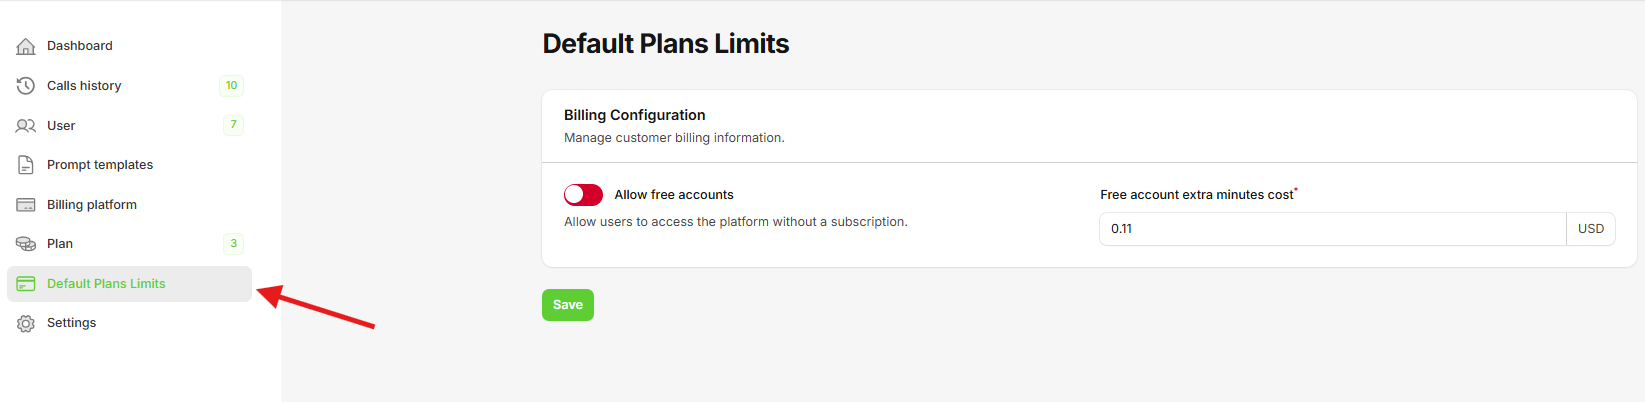 Dashboard
Calls history 10
User 7
Prompt templates
Billing platform
Plan 3
Default Plans Limits
Settings
Default Plans Limits
Billing Configuration
Manage customer billing information.
Allow free accounts
Allow users to access the platform without a subscription.
Free account extra minutes cost*
0.11 USD
Save